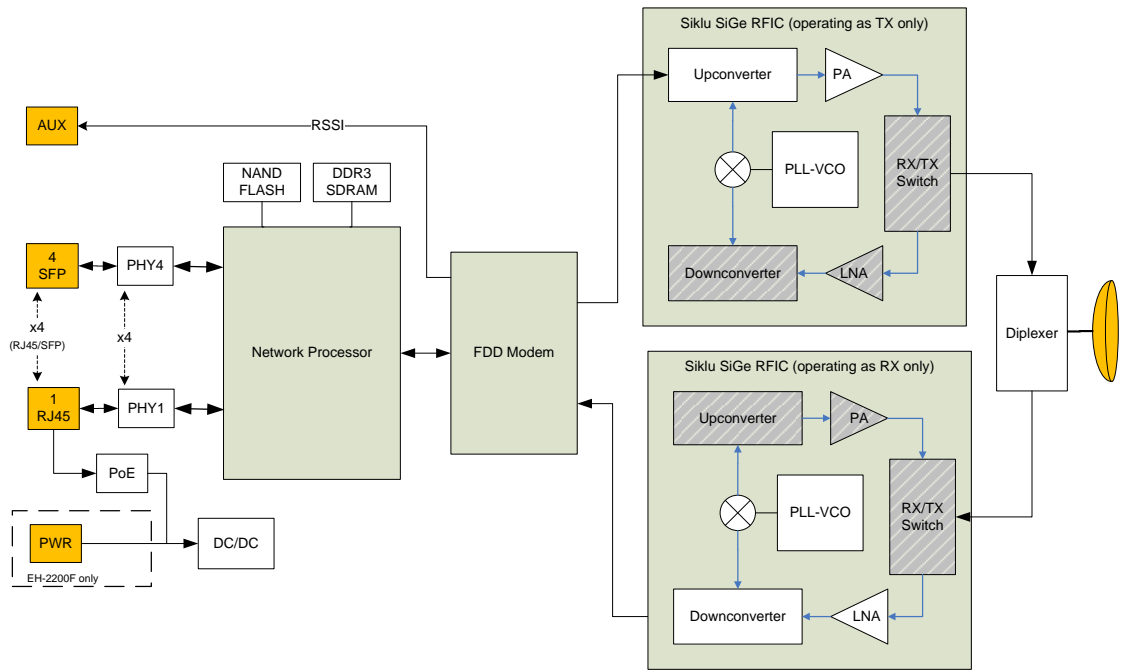 Siklu SiGe RFIC (operating as TX only)
Upconverter
PA
AUX
RSSI
PLL-VCO
RX/TX
Switch
NAND
FLASH
DDR3
SDRAM
Downconverter
LNA
4
SFP
PHY4
x4
(RJ45/SFP)
x4
Network Processor
FDD Modem
Diplexer
Siklu SiGe RFIC (operating as RX only)
1
RJ45
PHY1
Upconverter
PA
PoE
PLL-VCO
RX/TX
Switch
PWR
DC/DC
EH-2200F only
Downconverter
LNA